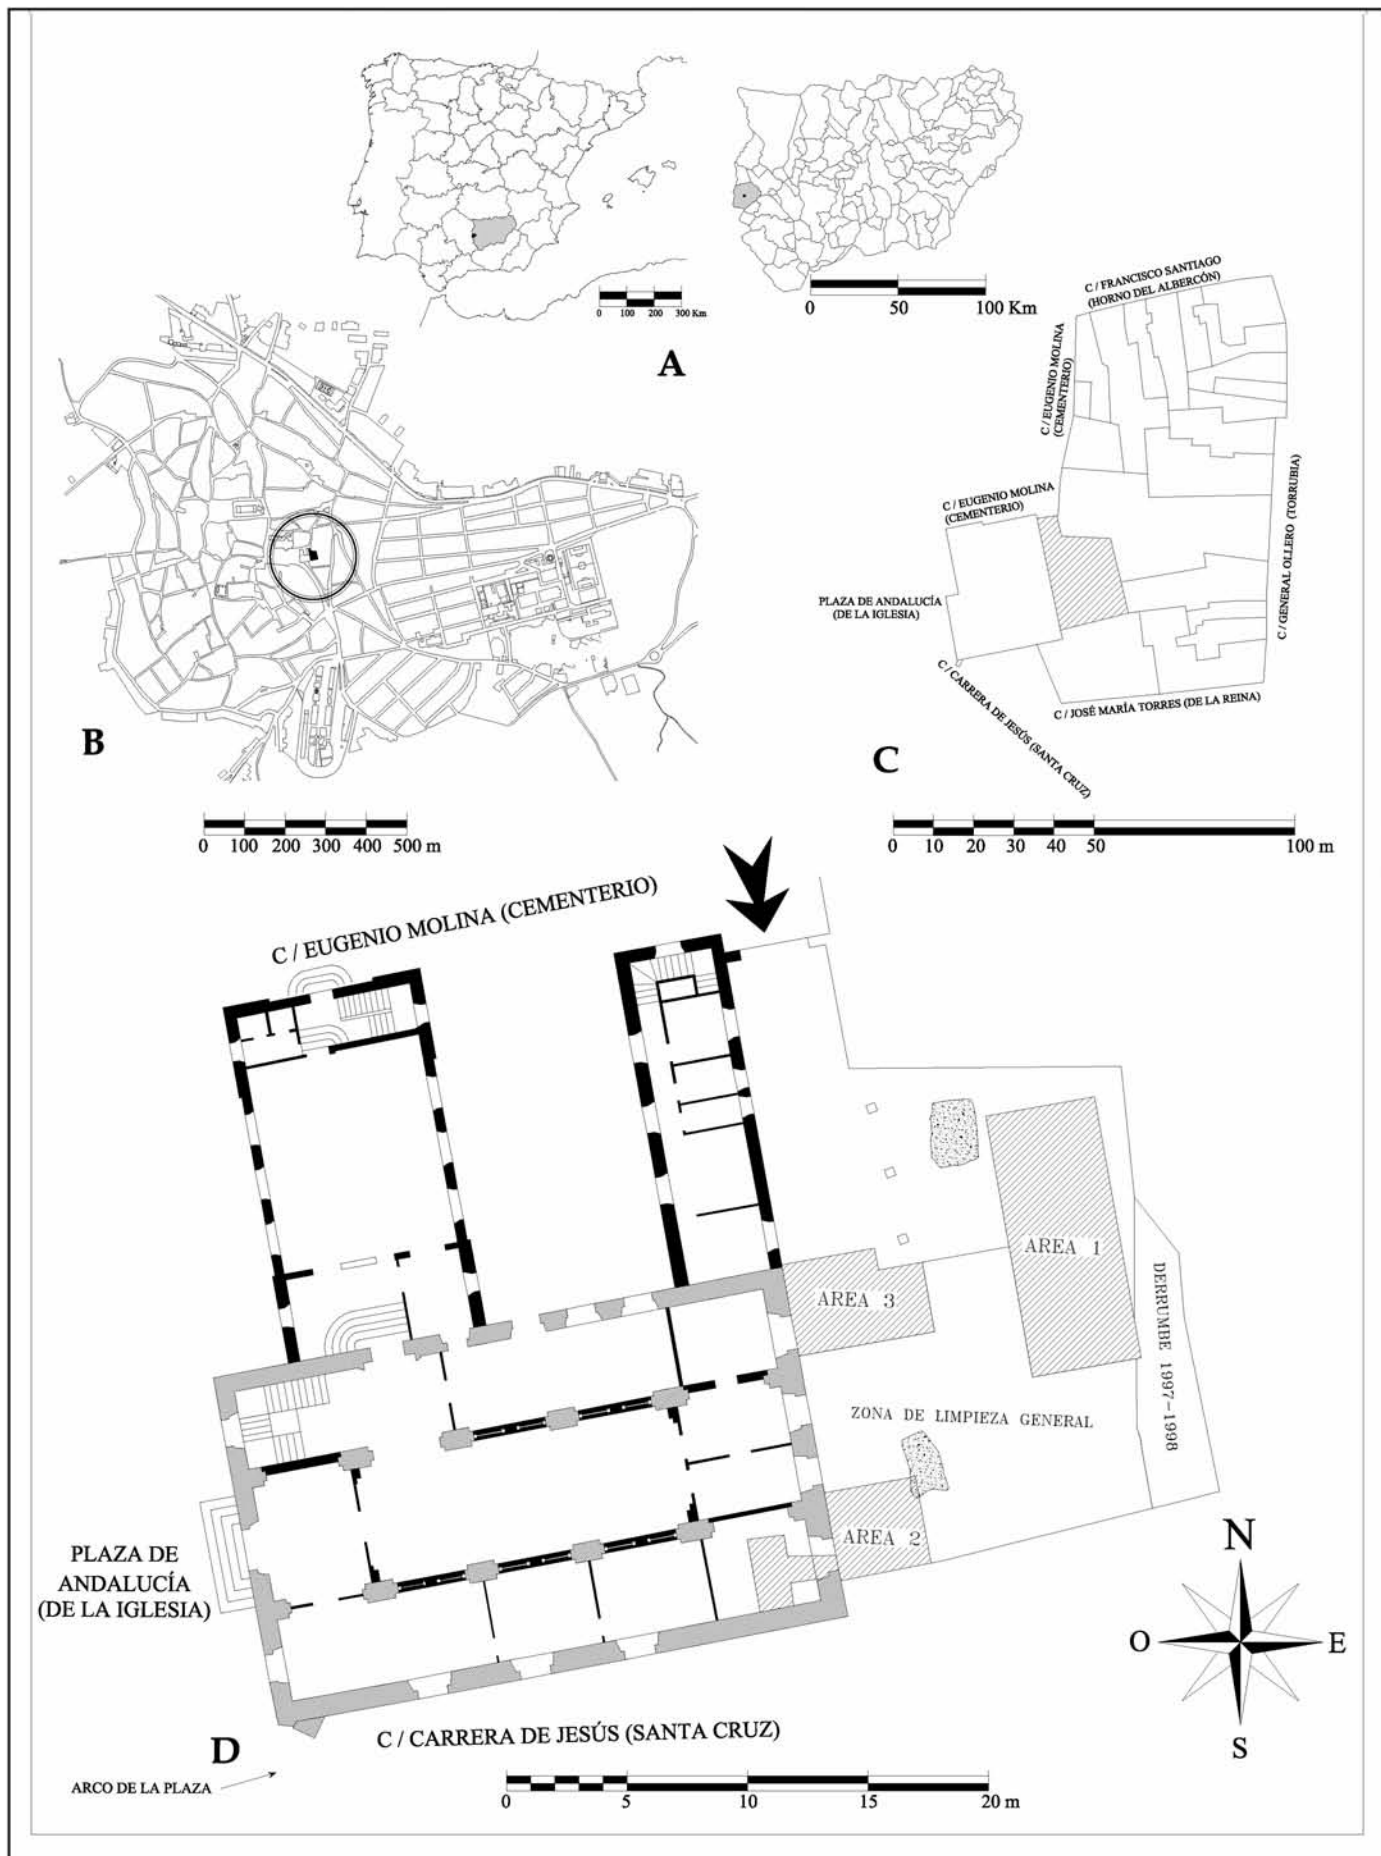 0 100 200 300 Km
0 50 100 Km
A
C / FRANCISCO SANTIAGO
(HORNO DEL ALBERCÓN)
C / EUGENIO MOLINA
(CEMENTERIO)
C / EUGENIO MOLINA
(CEMENTERIO)
PLAZA DE ANDALUCÍA
(DE LA IGLESIA)
C / GENERAL OLLERO (TORRUBIA)
C / CARRERA DE JESÚS (SANTA CRUZ)
C / JOSÉ MARÍA TORRES (DE LA REINA)
B
C
0 100 200 300 400 500 m
0 10 20 30 40 50 100 m
C / EUGENIO MOLINA (CEMENTERIO)
AREA 1
AREA 3
DERRUMBE 1997-1998
ZONA DE LIMPIEZA GENERAL
AREA 2
PLAZA DE
ANDALUCÍA
(DE LA IGLESIA)
N
O E
S
C / CARRERA DE JESÚS (SANTA CRUZ)
D
ARCO DE LA PLAZA
0 5 10 15 20 m